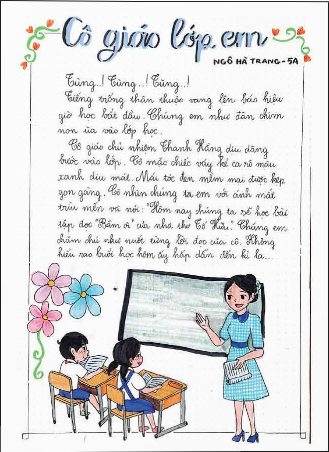 Cô giáo lớp em
NGÔ HÀ TRANG - 5A
Tùng..! Tùng...! Tùng...!
Tiếng trống thân thuộc vang lên báo hiệu
giờ học bắt đầu. Chúng em như đàn chim
non ùa vào lớp học.
Cô giáo chủ nhiệm Thanh Hằng dịu dàng
bước vào lớp. Cô mặc chiếc váy kẻ ca rô màu
xanh dịu mát. Mái tóc đen mềm mại được kẹp
gọn gàng. Cô nhìn chúng ta em với ánh mắt
trìu mến và nói: "Hôm nay chúng ta sẽ học bài
tập đọc "Bầm ơi" của nhà thơ Tố Hữu". Chúng em
chăm chú như nuốt từng lời đọc của cô. Không
hiểu sao buổi học hôm ấy hấp dẫn đến kì lạ...